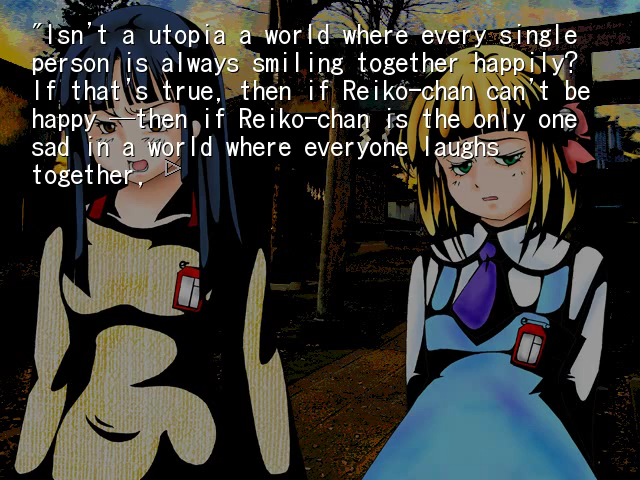 "Isn't a utopia a world where every single
person is always smiling together happily?
If that's true, then if Reiko-chan can't be
happy ――then if Reiko-chan is the only one
sad in a world where everyone laughs
together,